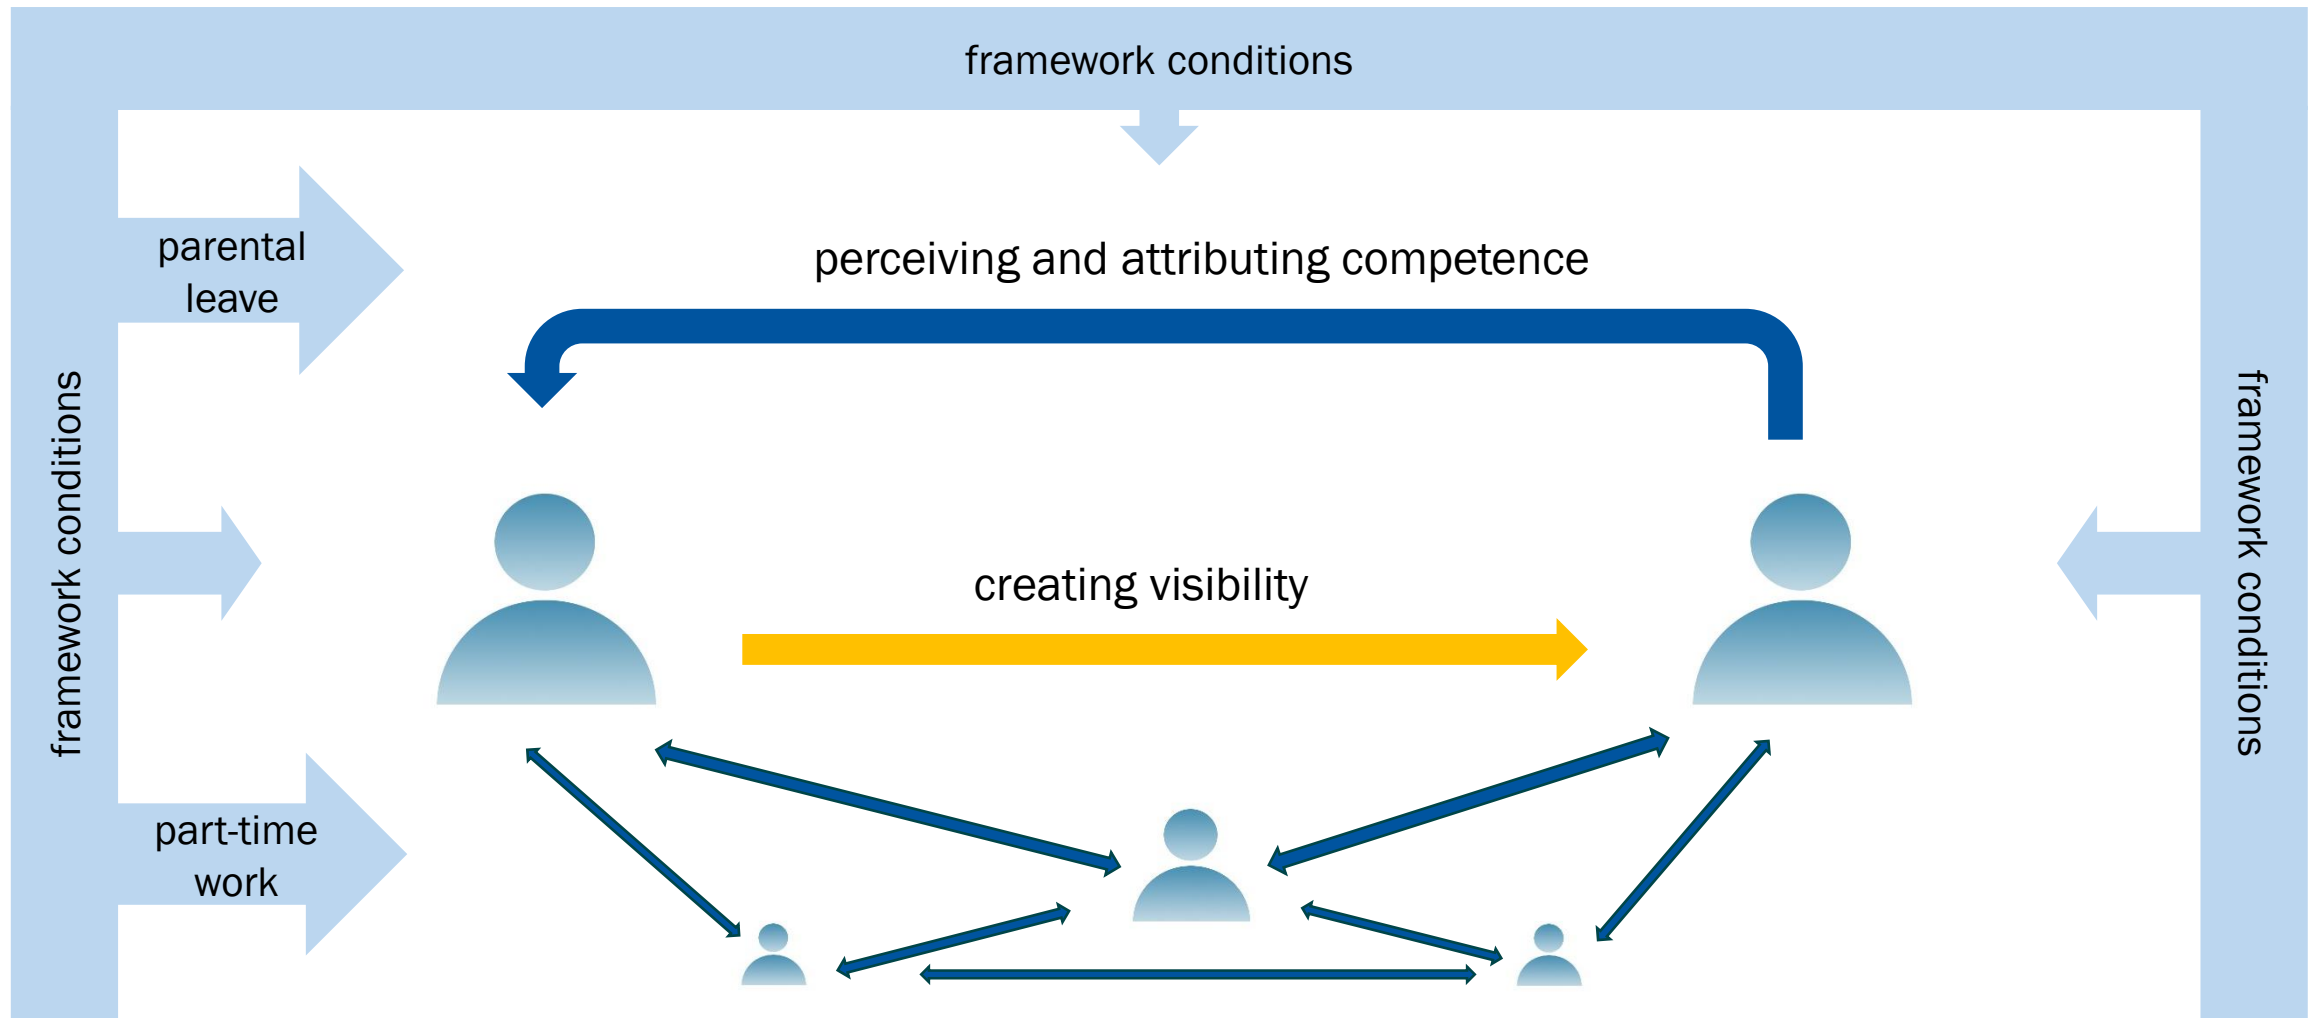 framework conditions
parental
leave
perceiving and attributing competence
framework conditions
framework conditions
creating visibility
part-time
work